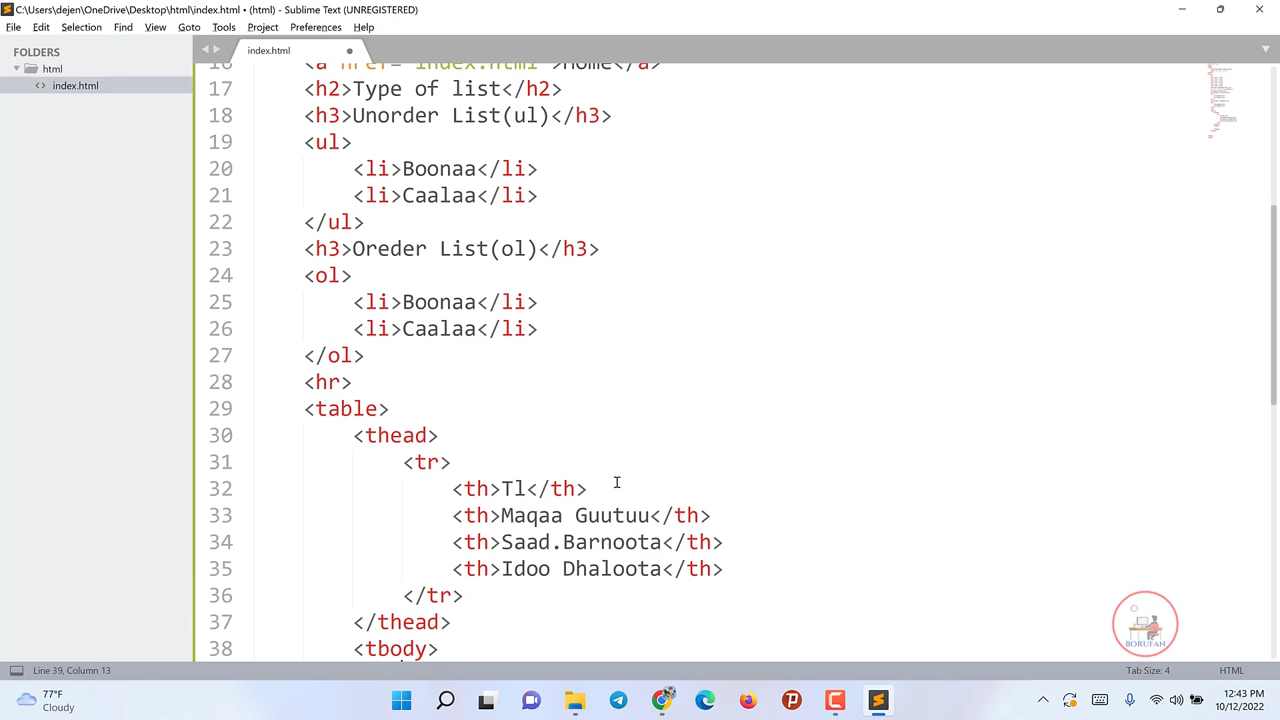 C:\Users\dejen\OneDrive\Desktop\html\index.html • (html) - Sublime Text (UNREGISTERED)
File Edit Selection Find View Goto Tools Project Preferences Help
FOLDERS
html
<> index.html
index.html
16 <a href="index.html">Home</a>
17 <h2>Type of list</h2>
18 <h3>Unorder List(ul)</h3>
19 <ul>
20 <li>Boonaa</li>
21 <li>Caalaa</li>
22 </ul>
23 <h3>Oreder List(ol)</h3>
24 <ol>
25 <li>Boonaa</li>
26 <li>Caalaa</li>
27 </ol>
28 <hr>
29 <table>
30 <thead>
31 <tr>
32 <th>Tl</th>
33 <th>Maqaa Guutuu</th>
34 <th>Saad.Barnoota</th>
35 <th>Idoo Dhaloota</th>
36 </tr>
37 </thead>
38 <tbody>
BORUFAN
Line 39, Column 13
Tab Size: 4 HTML
77°F
Cloudy
12:43 PM
10/12/2022